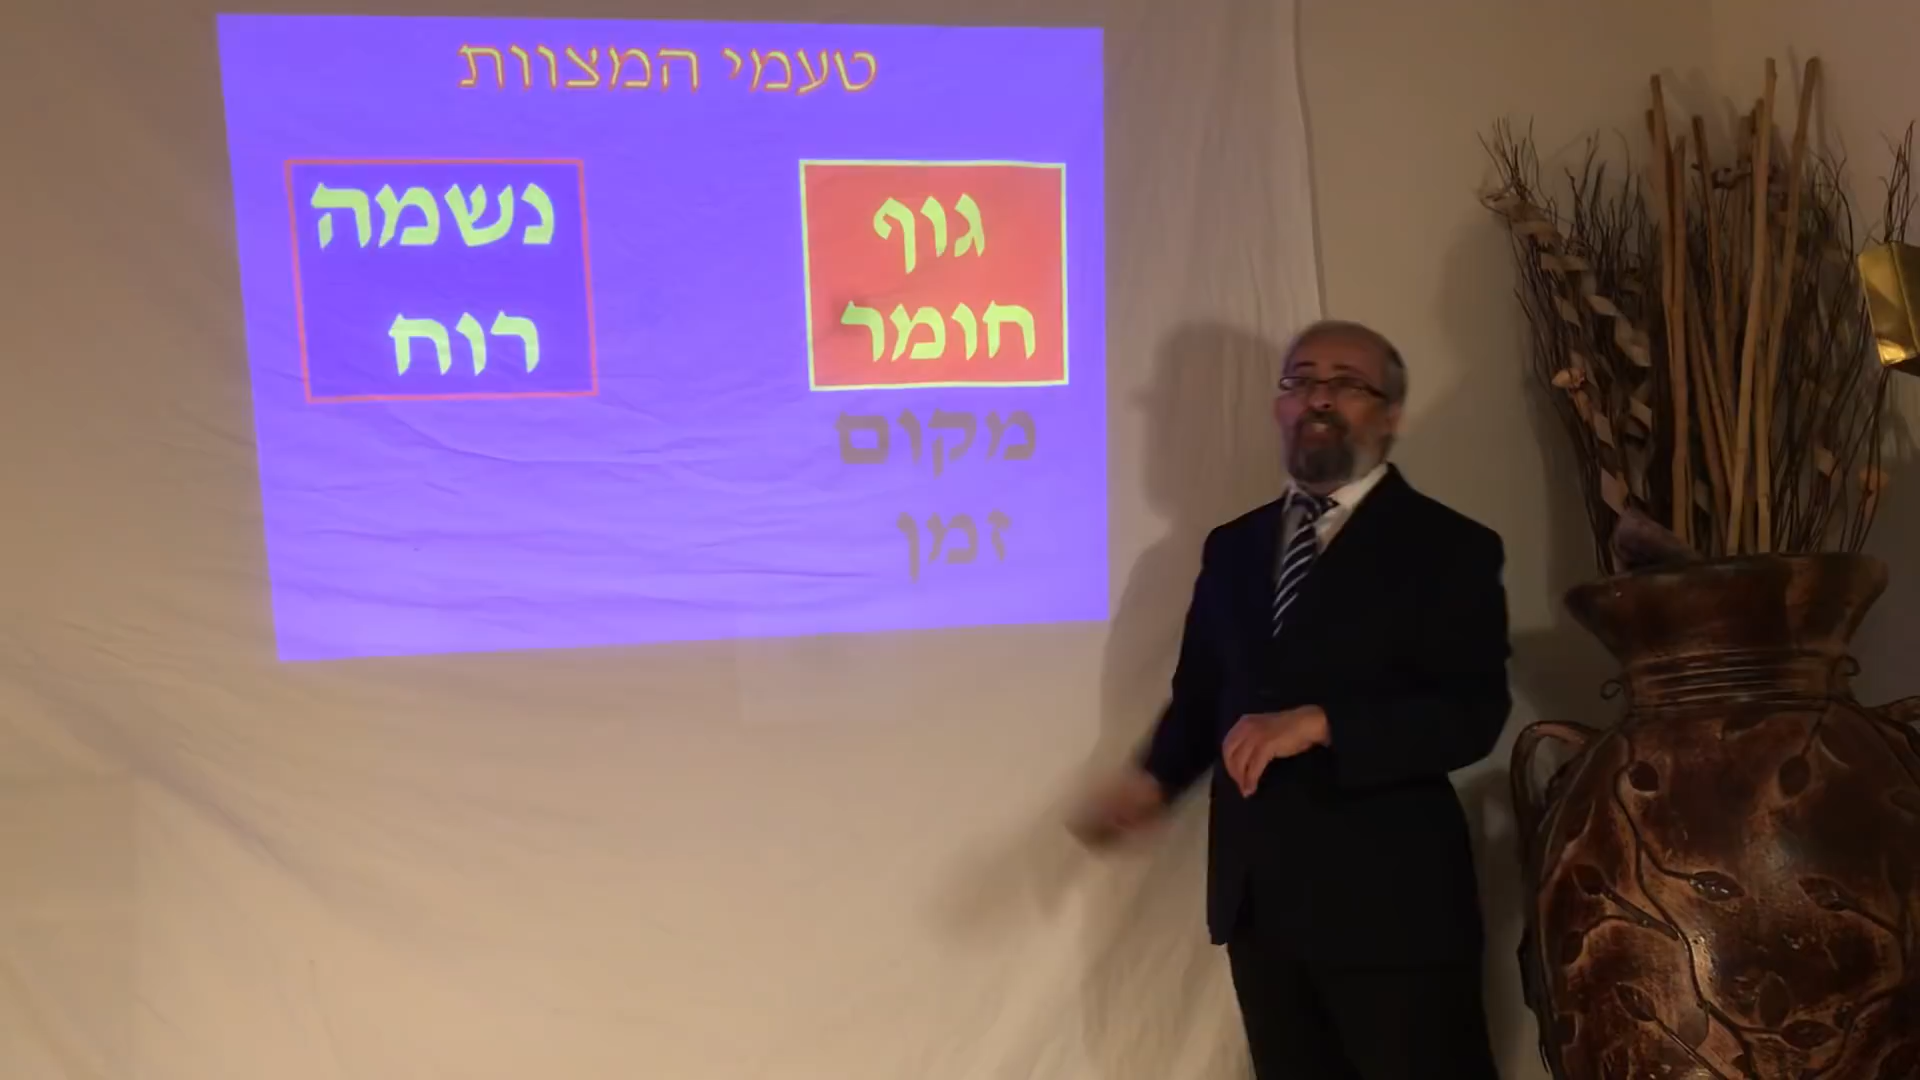 טעמי המצוות
גוף
חומר
מקום
זמן
נשמה
רוח